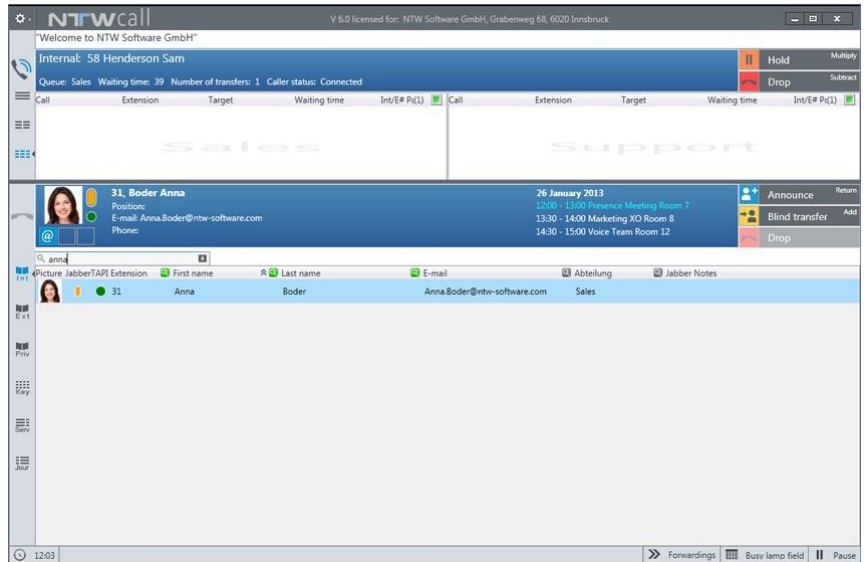 NTWcall V 6.0 licensed for: NTW Software GmbH, Grabenweg 68, 6020 Innsbruck
"Welcome to NTW Software GmbH"
Internal: 58 Henderson Sam
Hold Multiply
Queue: Sales Waiting time: 39 Number of transfers: 1 Caller status: Connected
Drop Subtract
Call Extension Target Waiting time Int/E# Pr(1) Call Extension Target Waiting time Int/E# Pr(1)
Sales Support
31, Boder Anna
Position:
E-mail: Anna.Boder@ntw-software.com
Phone:
@
26 January 2013
12:00 - 13:00 Presence Meeting Room 7
13:30 - 14:00 Marketing XO Room 8
14:30 - 15:00 Voice Team Room 12
Announce Return
Blind transfer Add
Drop
anna
Picture Jabber TAPI Extension First name Last name E-mail Abteilung Jabber Notes
31 Anna Boder Anna.Boder@ntw-software.com Sales
Int
Ext
Priv
Key
Serv
Jour
12:03 Forwardings Busy lamp field Pause